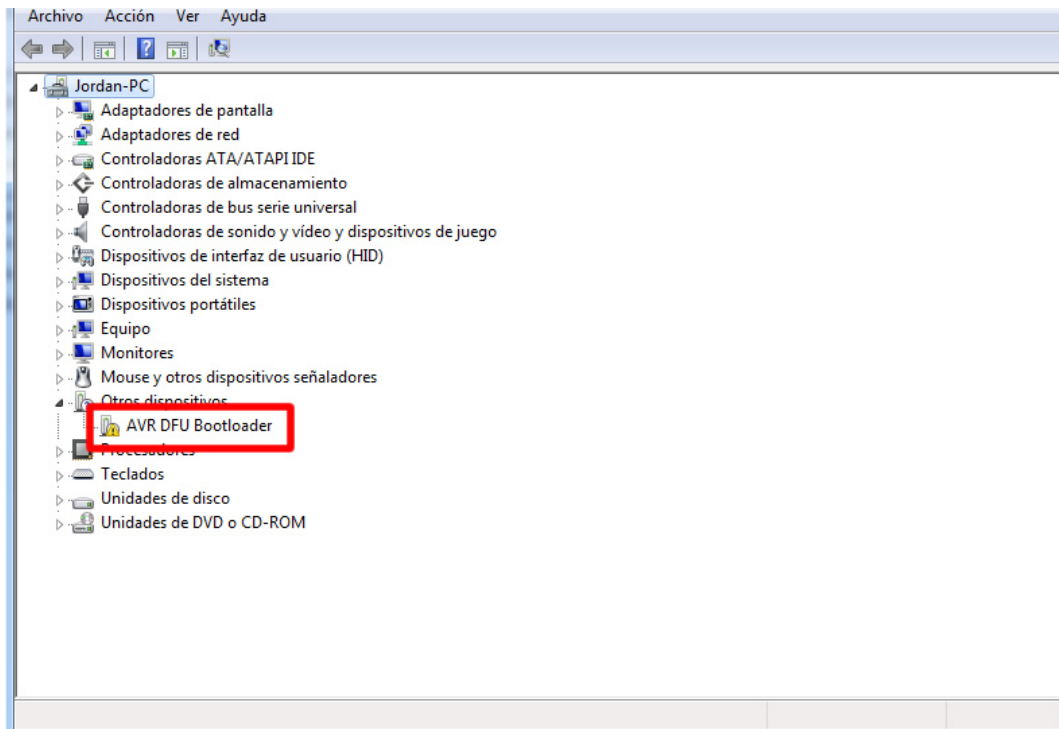 Archivo Acción Ver Ayuda
Jordan-PC
Adaptadores de pantalla
Adaptadores de red
Controladoras ATA/ATAPI IDE
Controladoras de almacenamiento
Controladoras de bus serie universal
Controladoras de sonido y vídeo y dispositivos de juego
Dispositivos de interfaz de usuario (HID)
Dispositivos del sistema
Dispositivos portátiles
Equipo
Monitores
Mouse y otros dispositivos señaladores
Otros dispositivos
AVR DFU Bootloader
Procesadores
Teclados
Unidades de disco
Unidades de DVD o CD-ROM